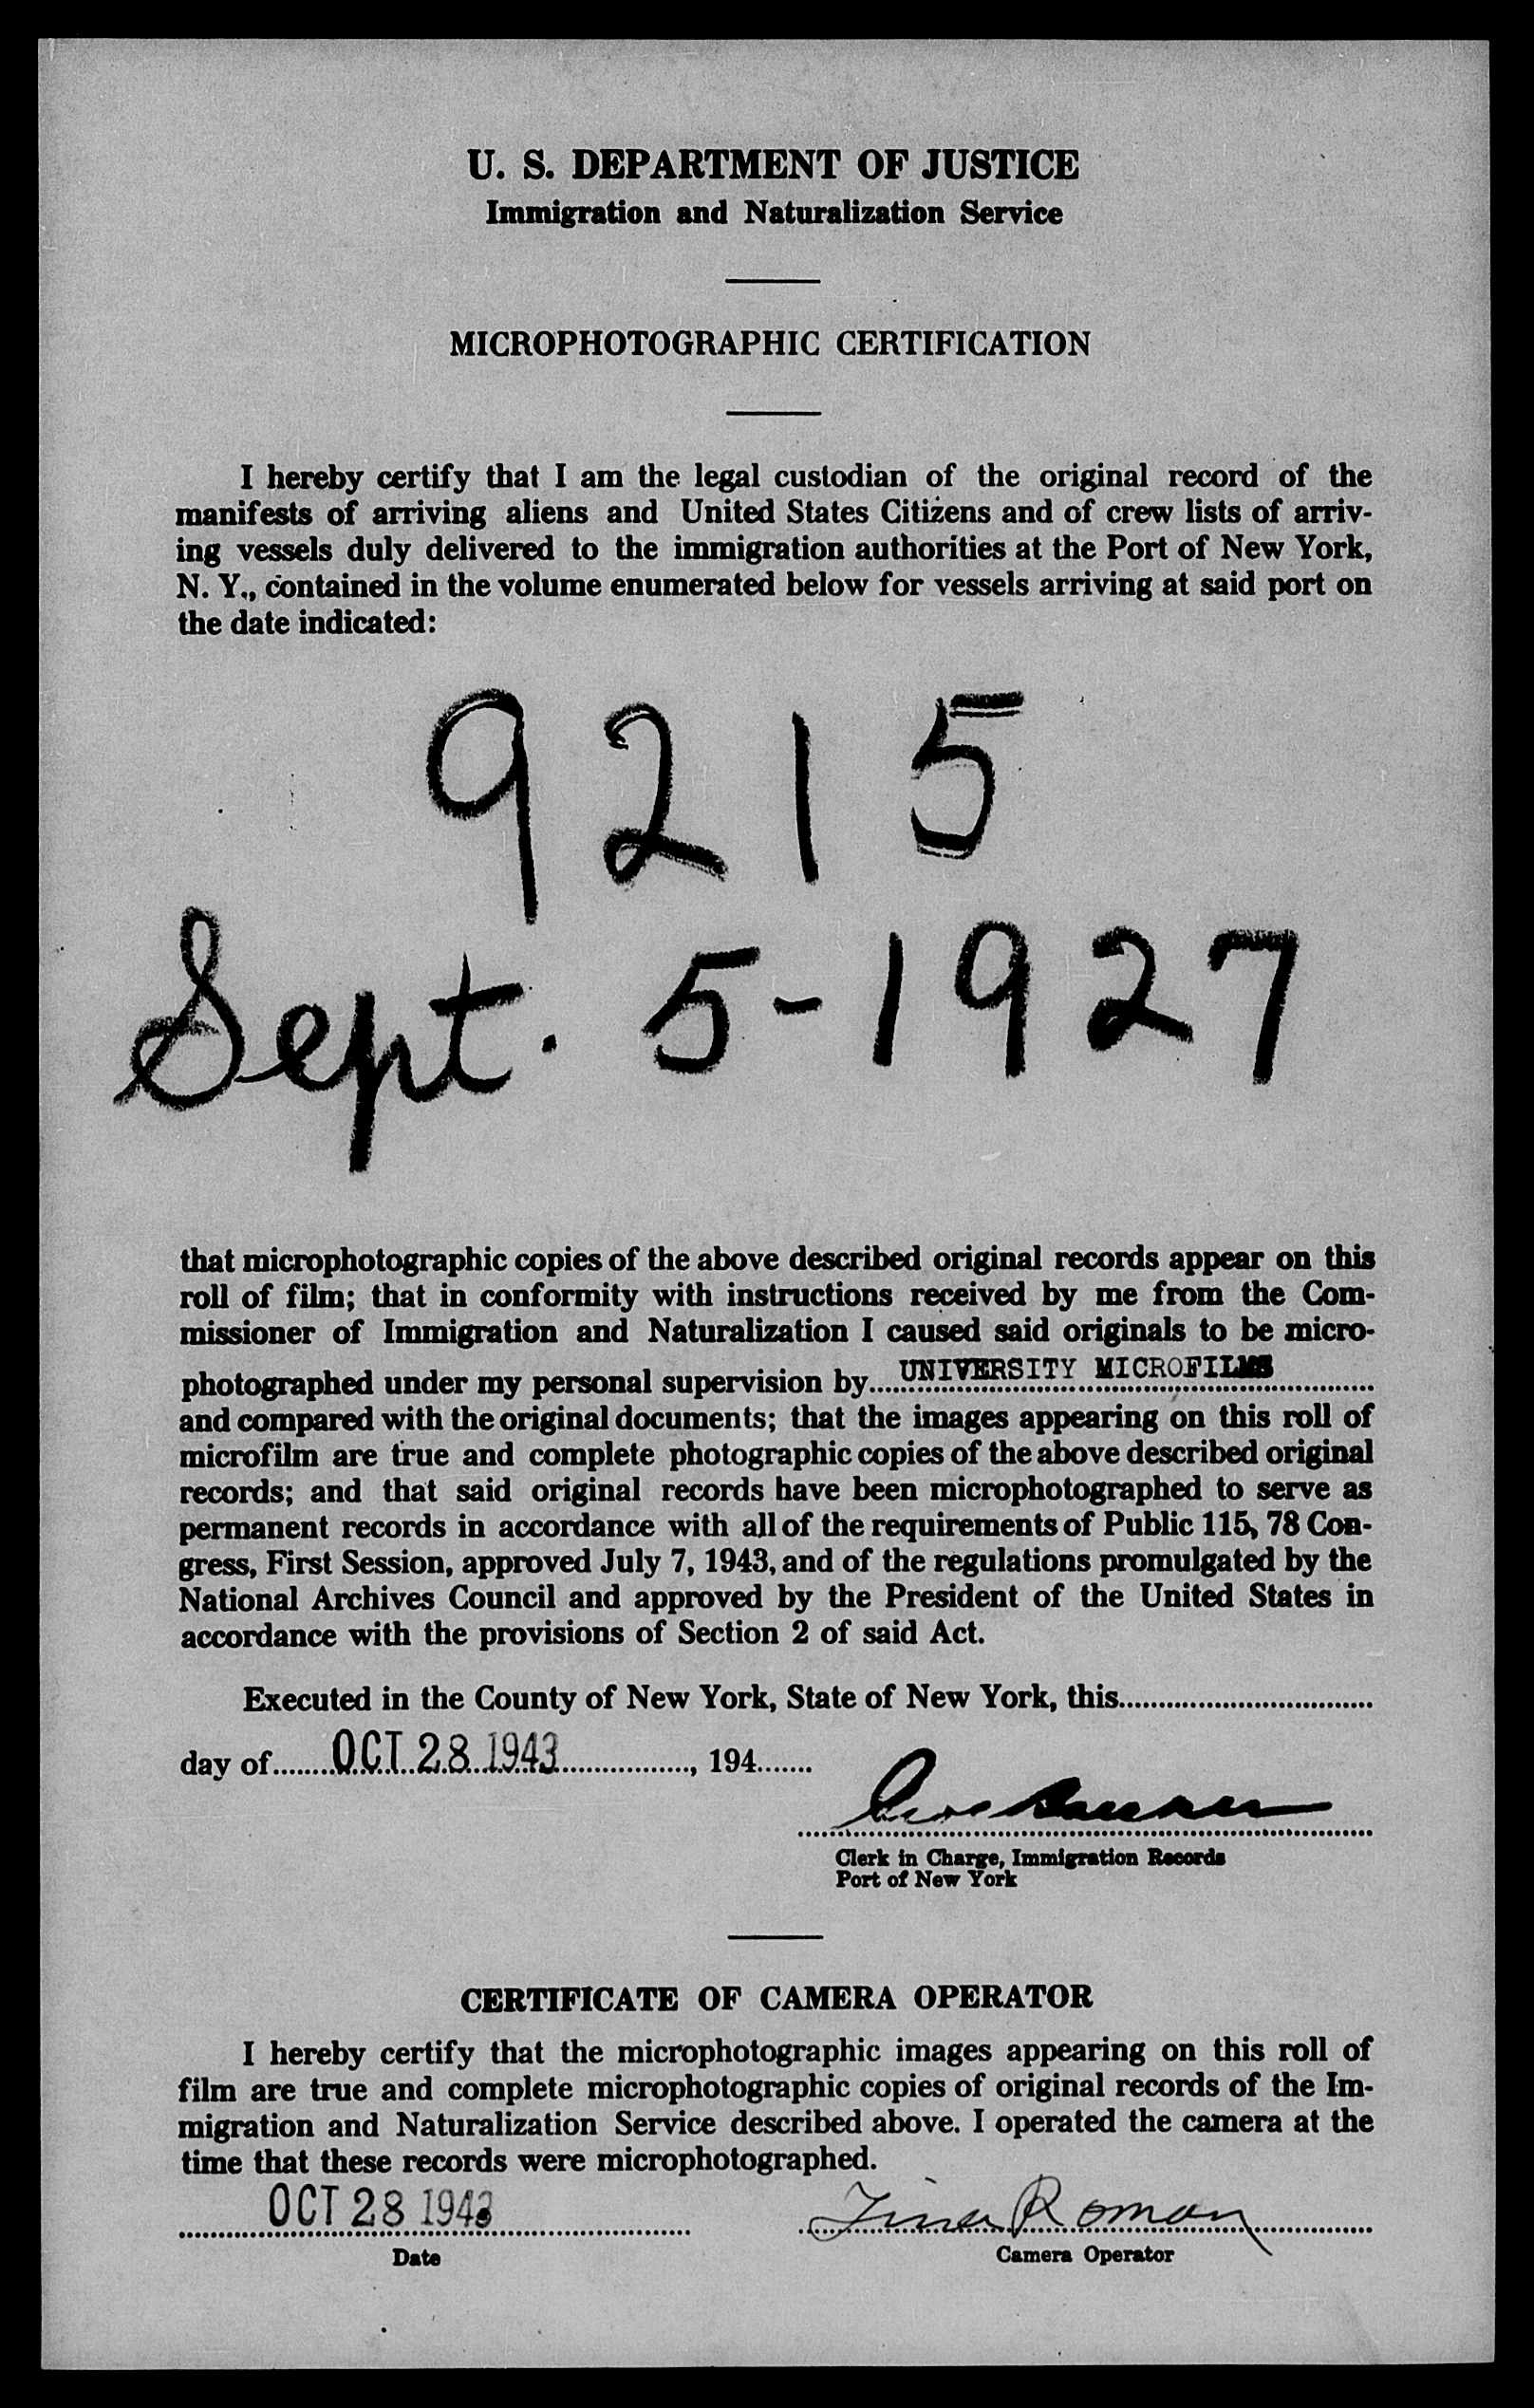 U. S. DEPARTMENT OF JUSTICE
Immigration and Naturalization Service
MICROPHOTOGRAPHIC CERTIFICATION
I hereby certify that I am the legal custodian of the original record of the
manifests of arriving aliens and United States Citizens and of crew lists of arriv-
ing vessels duly delivered to the immigration authorities at the Port of New York,
N. Y., contained in the volume enumerated below for vessels arriving at said port on
the date indicated:
9215
Sept. 5-1927
that microphotographic copies of the above described original records appear on this
roll of film; that in conformity with instructions received by me from the Com-
missioner of Immigration and Naturalization I caused said originals to be micro-
photographed under my personal supervision by UNIVERSITY MICROFILMS
and compared with the original documents; that the images appearing on this roll of
microfilm are true and complete photographic copies of the above described original
records; and that said original records have been microphotographed to serve as
permanent records in accordance with all of the requirements of Public 115, 78 Con-
gress, First Session, approved July 7, 1943, and of the regulations promulgated by the
National Archives Council and approved by the President of the United States in
accordance with the provisions of Section 2 of said Act.
Executed in the County of New York, State of New York, this
day of OCT 28 1943, 194
Clerk in Charge, Immigration Records
Port of New York
CERTIFICATE OF CAMERA OPERATOR
I hereby certify that the microphotographic images appearing on this roll of
film are true and complete microphotographic copies of original records of the Im-
migration and Naturalization Service described above. I operated the camera at the
time that these records were microphotographed.
OCT 28 1943 Roman
Date Camera Operator